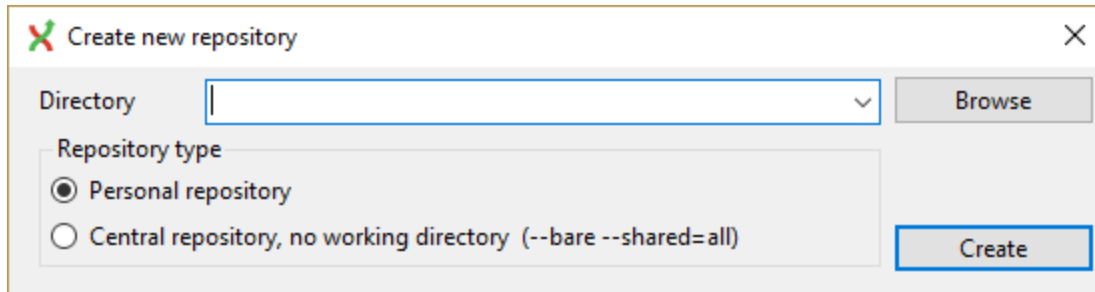 Create new repository
Directory
Browse
Repository type
Personal repository
Central repository, no working directory (--bare --shared=all)
Create